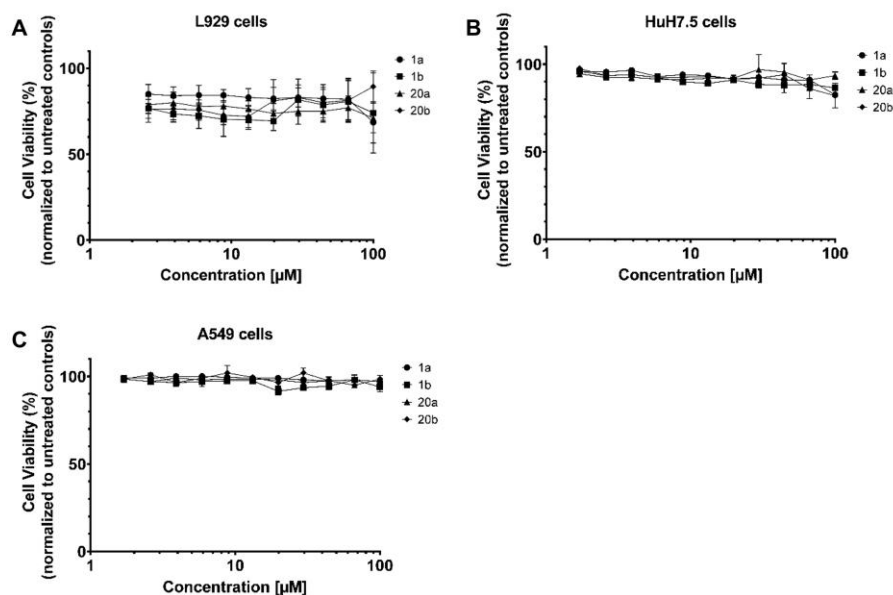 A
L929 cells
Cell Viability (%)
(normalized to untreated controls)
100
50
0
1
10
100
Concentration [µM]
1a
1b
20a
20b
B
HuH7.5 cells
Cell Viability (%)
(normalized to untreated controls)
100
50
0
1
10
100
Concentration [µM]
1a
1b
20a
20b
C
A549 cells
Cell Viability (%)
(normalized to untreated controls)
100
50
0
1
10
100
Concentration [µM]
1a
1b
20a
20b